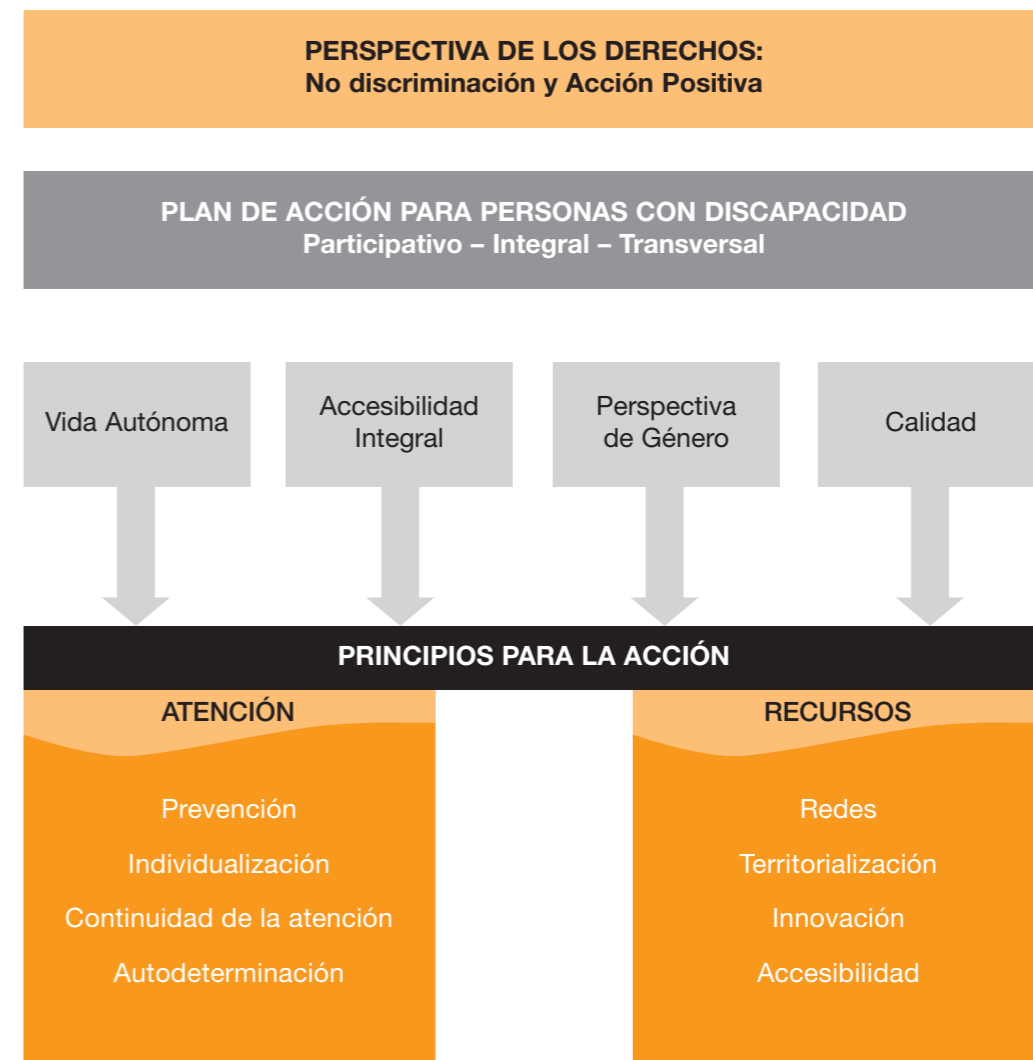 PERSPECTIVA DE LOS DERECHOS:
No discriminación y Acción Positiva
PLAN DE ACCIÓN PARA PERSONAS CON DISCAPACIDAD
Participativo – Integral – Transversal
Vida Autónoma
Accesibilidad
Integral
Perspectiva
de Género
Calidad
PRINCIPIOS PARA LA ACCIÓN
ATENCIÓN
Prevención
Individualización
Continuidad de la atención
Autodeterminación
RECURSOS
Redes
Territorialización
Innovación
Accesibilidad